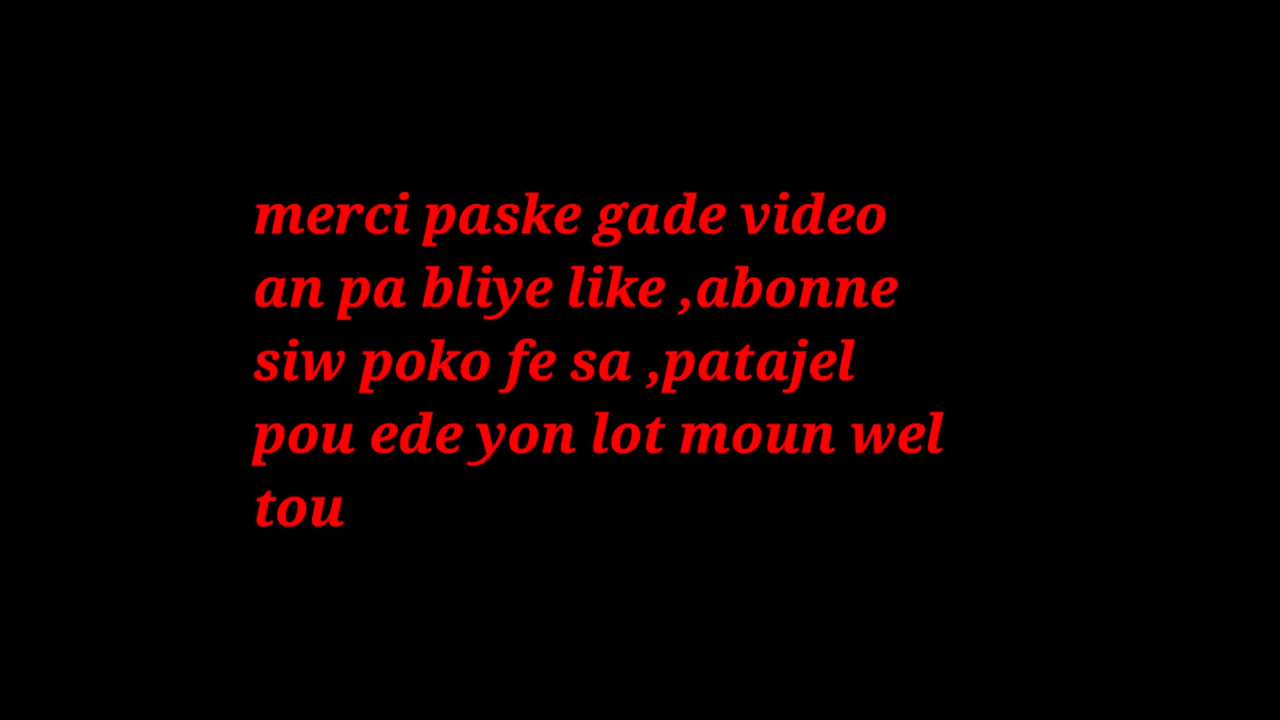 merci paske gade video
an pa bliye like ,abonne
siw poko fe sa ,patajel
pou ede yon lot moun wel
tou